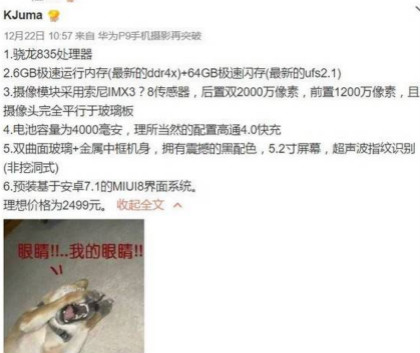 KJuma
12月22日 10:57 来自 华为P9手机摄影再突破
1.骁龙835处理器
2.6GB极速运行内存(最新的ddr4x)+64GB极速闪存(最新的ufs2.1)
3.摄像模块采用索尼IMX3？8传感器，后置双2000万像素，前置1200万像素，且
摄像头完全平行于玻璃板
4.电池容量为4000毫安，理所当然的配置高通4.0快充
5.双曲面玻璃+金属中框机身，拥有震撼的黑配色，5.2寸屏幕，超声波指纹识别
(非挖洞式)
6.预装基于安卓7.1的MIUI8界面系统。
理想价格为2499元。 收起全文
眼睛!!..我的眼睛!!